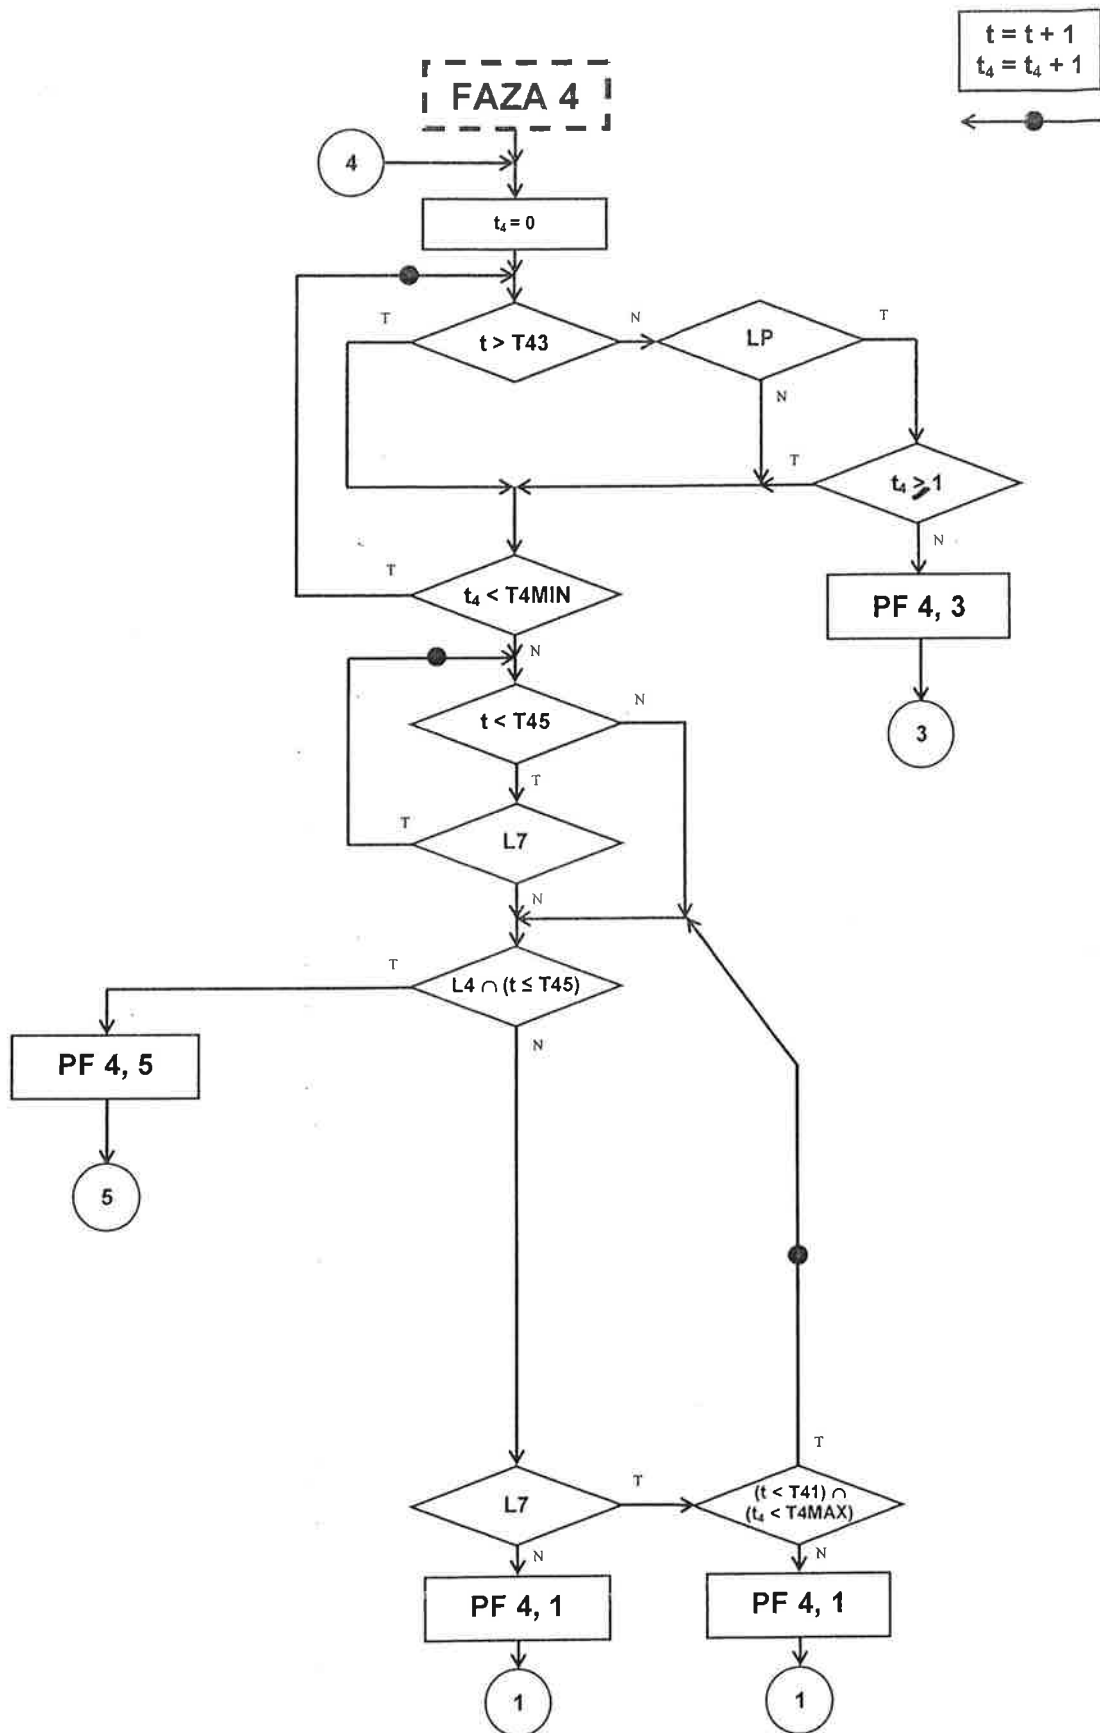 t = t + 1
t₄ = t₄ + 1
FAZA 4
4
t₄ = 0
T
t > T43
N
LP
T
N
T
t₄ ≥ 1
N
T
t₄ < T4MIN
PF 4, 3
N
t < T45
N
3
T
T
L7
N
T
L4 ∩ (t ≤ T45)
N
PF 4, 5
5
T
L7
T
(t < T41) ∩
(t₄ < T4MAX)
N
N
PF 4, 1
PF 4, 1
1
1